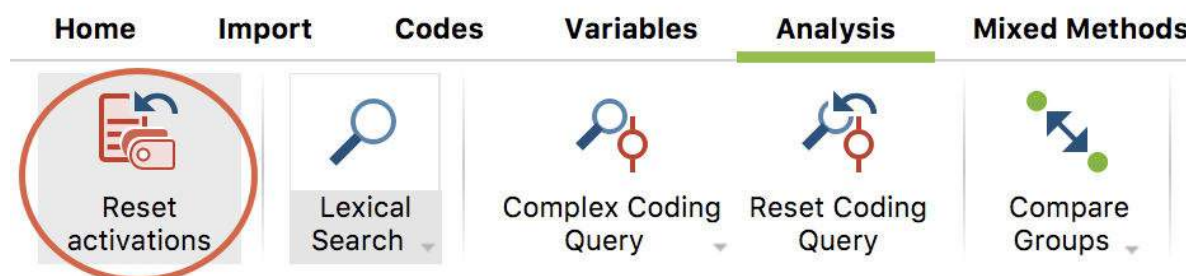 Home Import Codes Variables Analysis Mixed Methods
Reset
activations
Lexical
Search
Complex Coding
Query
Reset Coding
Query
Compare
Groups